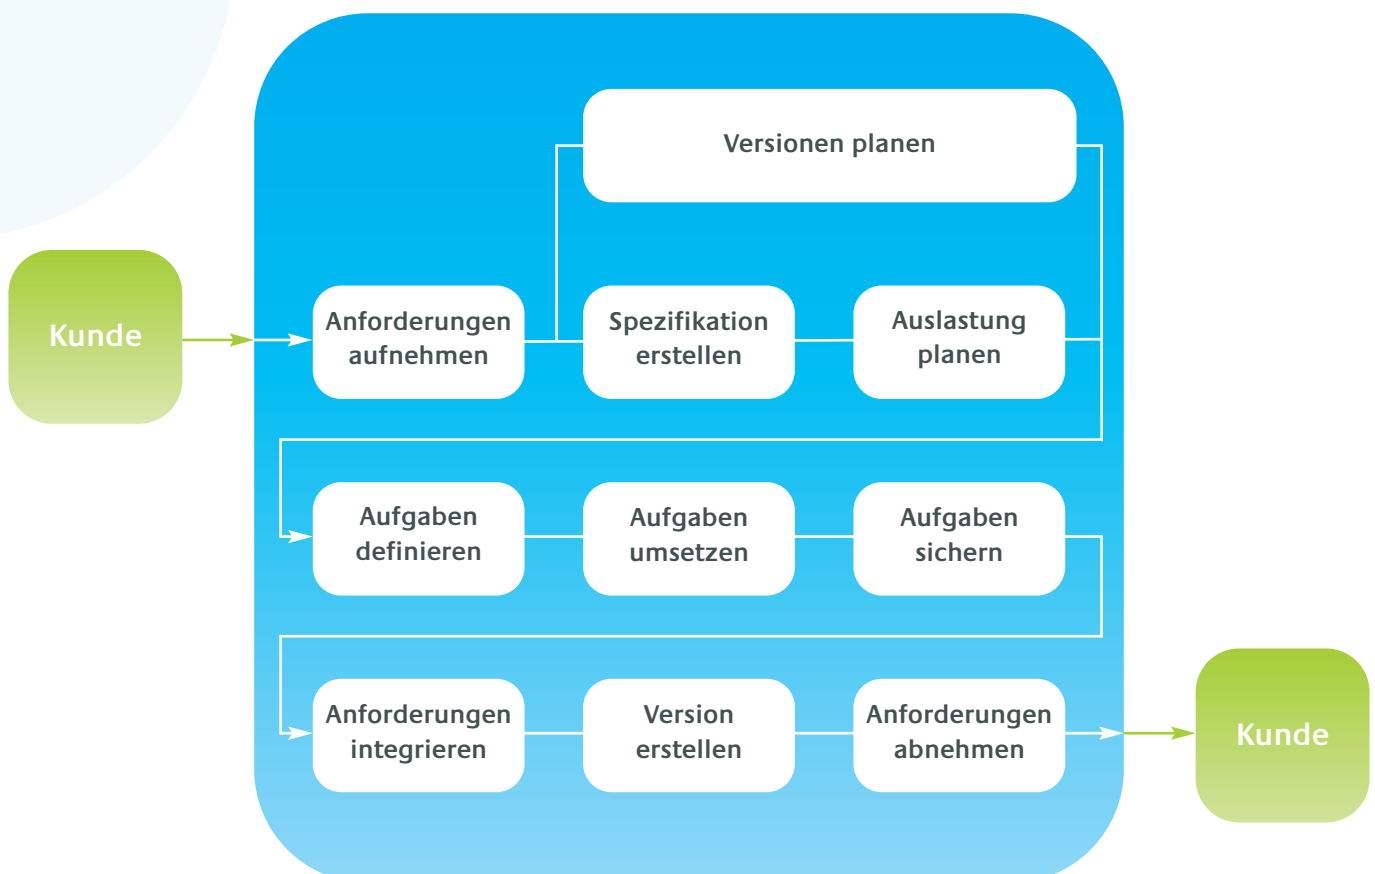 Versionen planen
Kunde
Anforderungen
aufnehmen
Spezifikation
erstellen
Auslastung
planen
Aufgaben
definieren
Aufgaben
umsetzen
Aufgaben
sichern
Anforderungen
integrieren
Version
erstellen
Anforderungen
abnehmen
Kunde